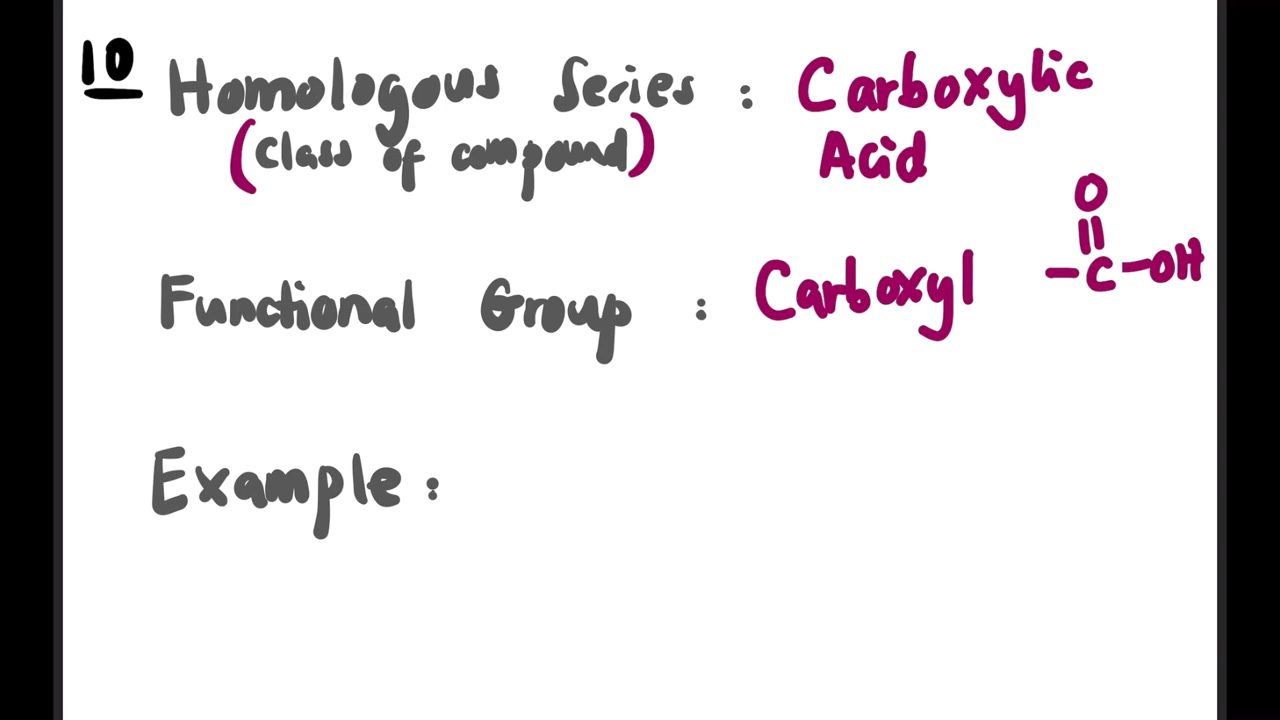 10 Homologous Series : Carboxylic
(Class of compound) Acid
O
||
Functional Group : Carboxyl -C-OH
Example :